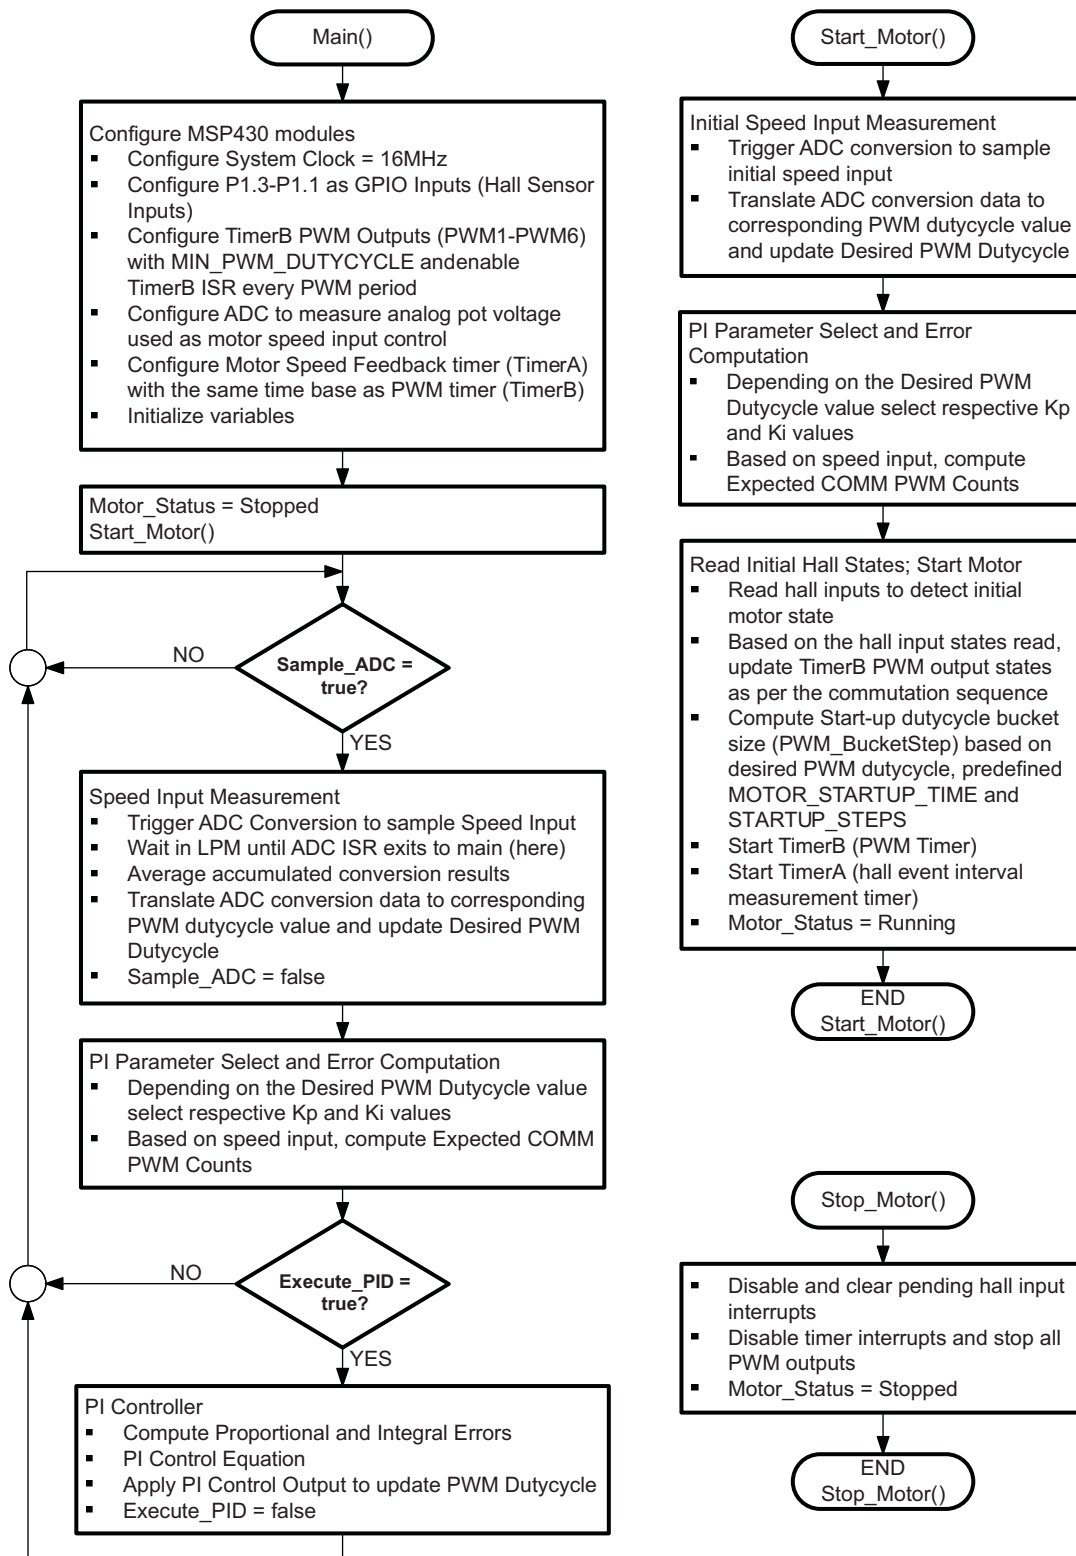 Main()
Configure MSP430 modules
▪ Configure System Clock = 16MHz
▪ Configure P1.3-P1.1 as GPIO Inputs (Hall Sensor
Inputs)
▪ Configure TimerB PWM Outputs (PWM1-PWM6)
with MIN_PWM_DUTYCYCLE andenable
TimerB ISR every PWM period
▪ Configure ADC to measure analog pot voltage
used as motor speed input control
▪ Configure Motor Speed Feedback timer (TimerA)
with the same time base as PWM timer (TimerB)
▪ Initialize variables
Motor_Status = Stopped
Start_Motor()
NO
Sample_ADC =
true?
YES
Speed Input Measurement
▪ Trigger ADC Conversion to sample Speed Input
▪ Wait in LPM until ADC ISR exits to main (here)
▪ Average accumulated conversion results
▪ Translate ADC conversion data to corresponding
PWM dutycycle value and update Desired PWM
Dutycycle
▪ Sample_ADC = false
PI Parameter Select and Error Computation
▪ Depending on the Desired PWM Dutycycle value
select respective Kp and Ki values
▪ Based on speed input, compute Expected COMM
PWM Counts
NO
Execute_PID =
true?
YES
PI Controller
▪ Compute Proportional and Integral Errors
▪ PI Control Equation
▪ Apply PI Control Output to update PWM Dutycycle
▪ Execute_PID = false
Start_Motor()
Initial Speed Input Measurement
▪ Trigger ADC conversion to sample
initial speed input
▪ Translate ADC conversion data to
corresponding PWM dutycycle value
and update Desired PWM Dutycycle
PI Parameter Select and Error
Computation
▪ Depending on the Desired PWM
Dutycycle value select respective Kp
and Ki values
▪ Based on speed input, compute
Expected COMM PWM Counts
Read Initial Hall States; Start Motor
▪ Read hall inputs to detect initial
motor state
▪ Based on the hall input states read,
update TimerB PWM output states
as per the commutation sequence
▪ Compute Start-up dutycycle bucket
size (PWM_BucketStep) based on
desired PWM dutycycle, predefined
MOTOR_STARTUP_TIME and
STARTUP_STEPS
▪ Start TimerB (PWM Timer)
▪ Start TimerA (hall event interval
measurement timer)
▪ Motor_Status = Running
END
Start_Motor()
Stop_Motor()
▪ Disable and clear pending hall input
interrupts
▪ Disable timer interrupts and stop all
PWM outputs
▪ Motor_Status = Stopped
END
Stop_Motor()